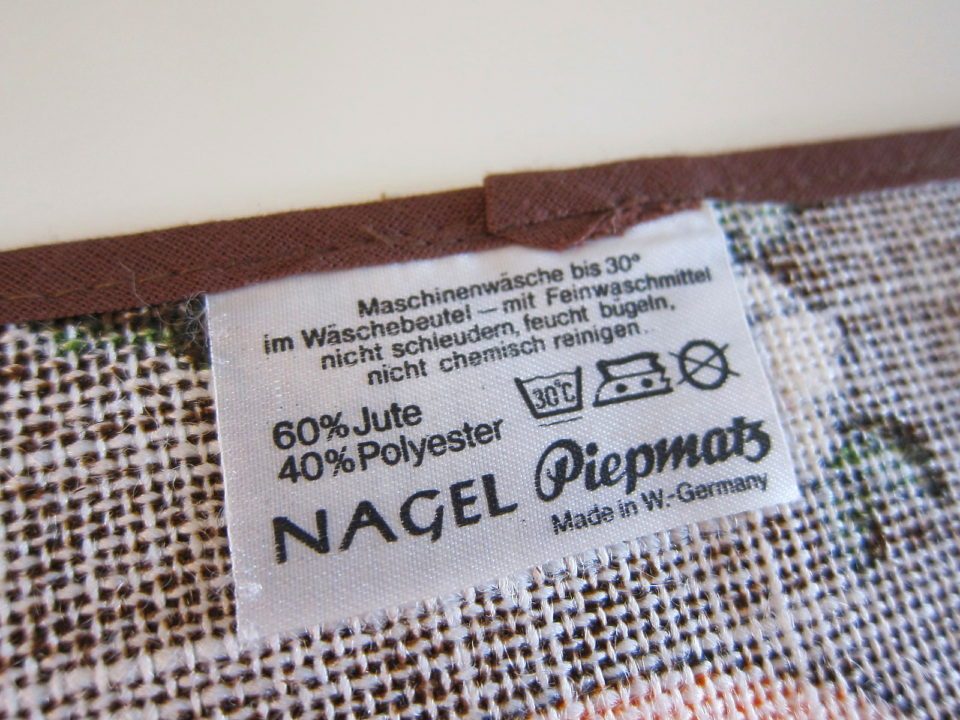 Maschinenwäsche bis 30°
im Wäschebeutel – mit Feinwaschmittel
nicht schleudern, feucht bügeln,
nicht chemisch reinigen.
30°C
60% Jute
40% Polyester
NAGEL Piepmatz
Made in W.-Germany